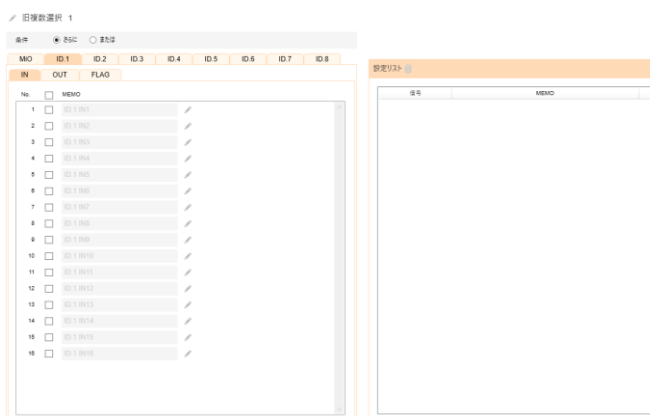 旧複数選択 1
条件 さらに または
MIO ID.1 ID.2 ID.3 ID.4 ID.5 ID.6 ID.7 ID.8
IN OUT FLAG
No. MEMO
1 ID.1 IN1
2 ID.1 IN2
3 ID.1 IN3
4 ID.1 IN4
5 ID.1 IN5
6 ID.1 IN6
7 ID.1 IN7
8 ID.1 IN8
9 ID.1 IN9
10 ID.1 IN10
11 ID.1 IN11
12 ID.1 IN12
13 ID.1 IN13
14 ID.1 IN14
15 ID.1 IN15
16 ID.1 IN16
設定リスト
信号 MEMO